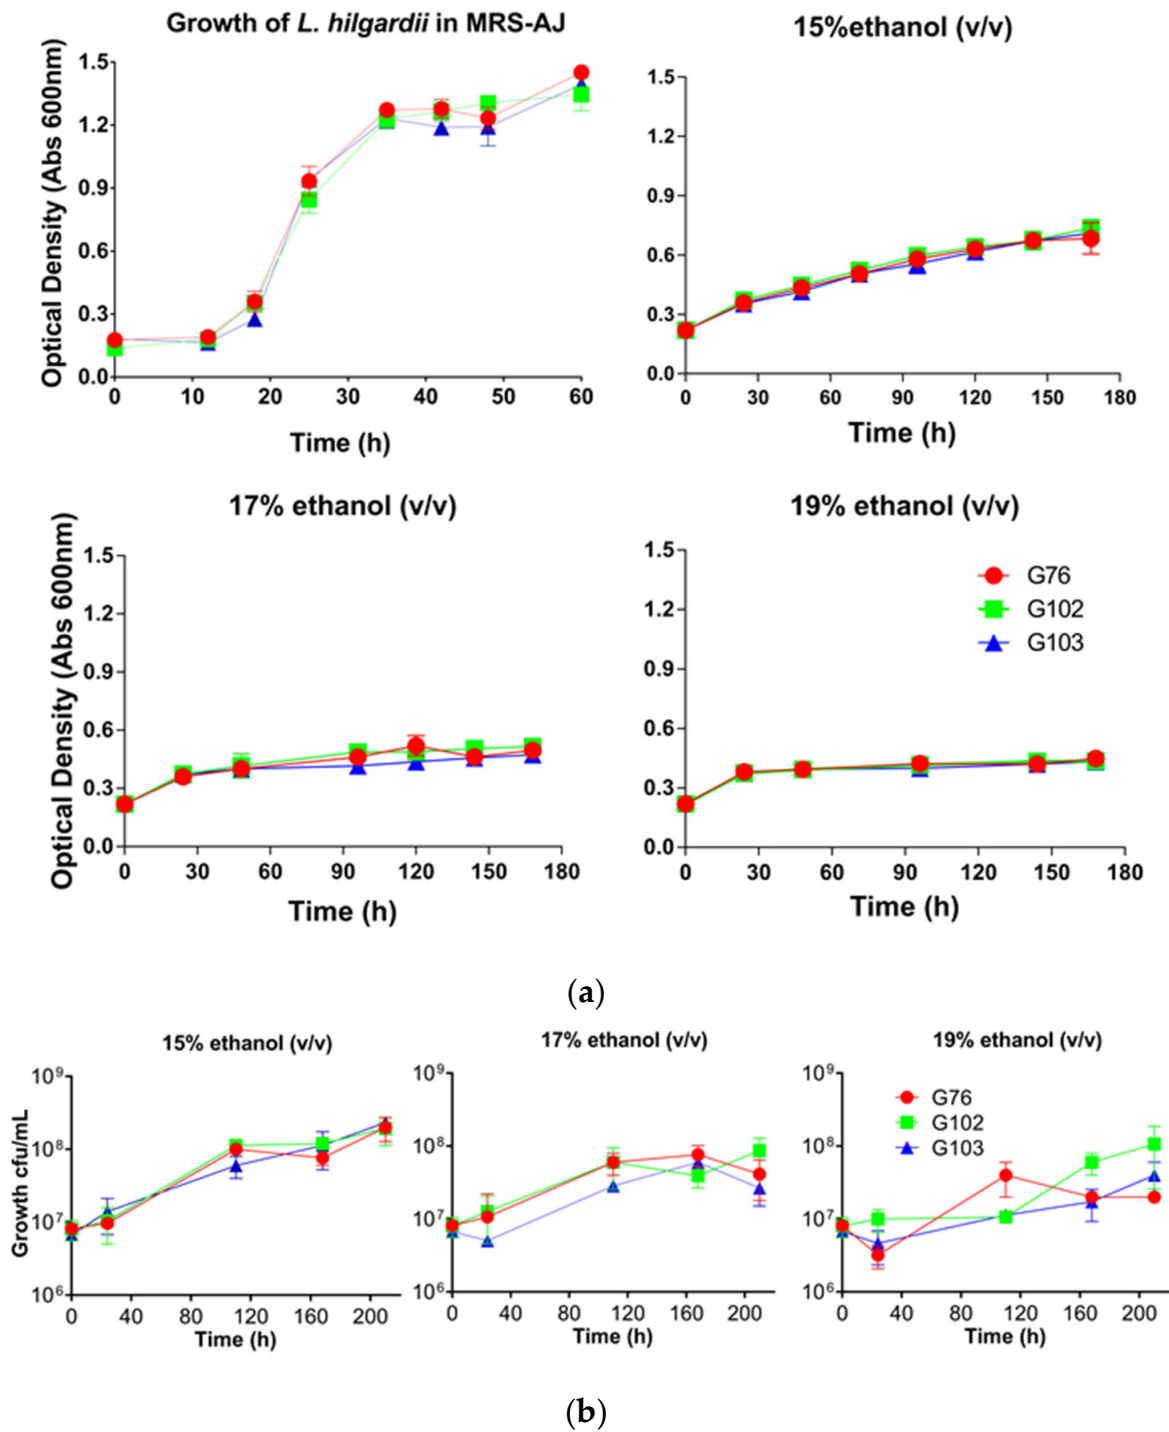 Growth of L. hilgardii in MRS-AJ
Optical Density (Abs 600nm)
1.5
1.2
0.9
0.6
0.3
0.0
0 10 20 30 40 50 60
Time (h)
15%ethanol (v/v)
1.5
1.2
0.9
0.6
0.3
0.0
0 30 60 90 120 150 180
Time (h)
17% ethanol (v/v)
Optical Density (Abs 600nm)
1.5
1.2
0.9
0.6
0.3
0.0
0 30 60 90 120 150 180
Time (h)
19% ethanol (v/v)
1.5
1.2
0.9
0.6
0.3
0.0
G76
G102
G103
0 30 60 90 120 150 180
Time (h)
(a)
15% ethanol (v/v)
Growth cfu/mL
10⁹
10⁸
10⁷
10⁶
0 40 80 120 160 200
Time (h)
17% ethanol (v/v)
10⁹
10⁸
10⁷
10⁶
0 40 80 120 160 200
Time (h)
19% ethanol (v/v)
10⁹
10⁸
10⁷
10⁶
G76
G102
G103
0 40 80 120 160 200
Time (h)
(b)